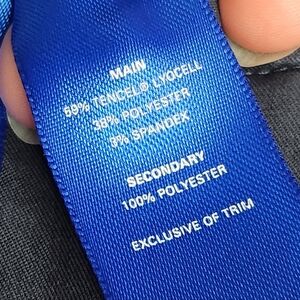 MAIN
59% TENCEL® LYOCELL
38% POLYESTER
3% SPANDEX
SECONDARY
100% POLYESTER
EXCLUSIVE OF TRIM